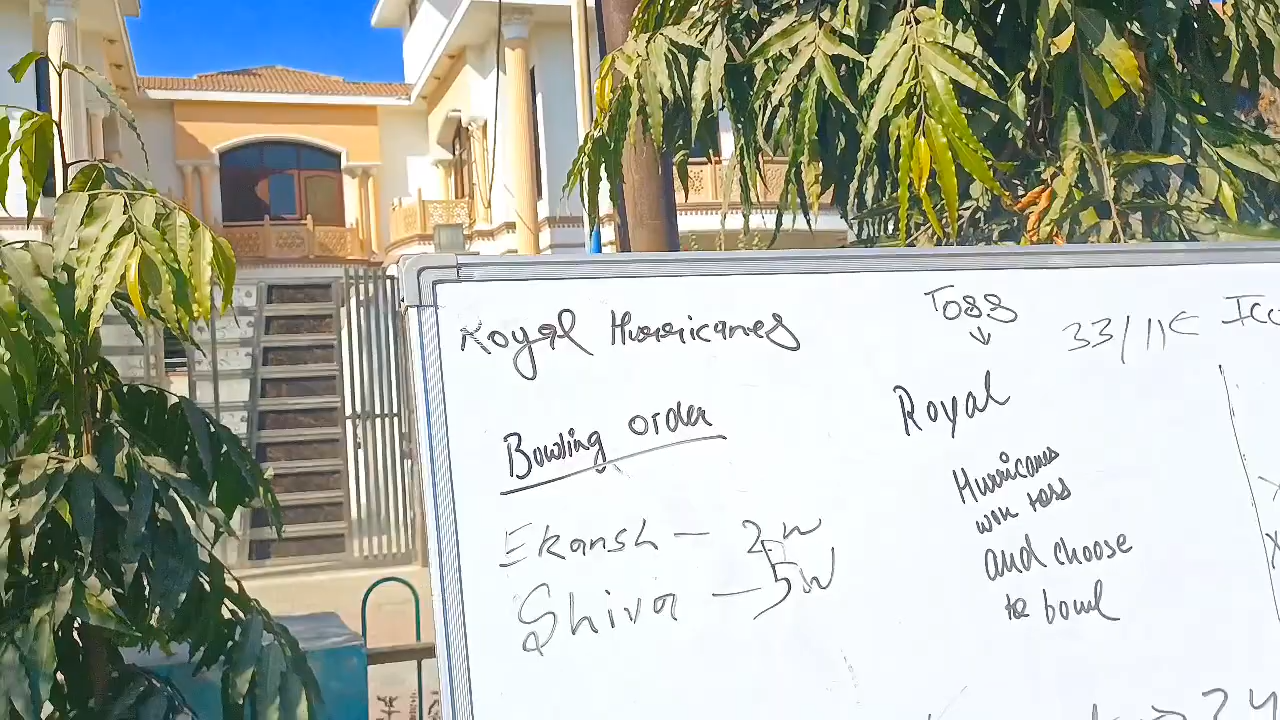 Royal Hurricanes
Bowling order
Ekansh - 2w
Shiva - 5w
Toss
↓
Royal
Hurricanes
won toss
and choose
to bowl
33/11